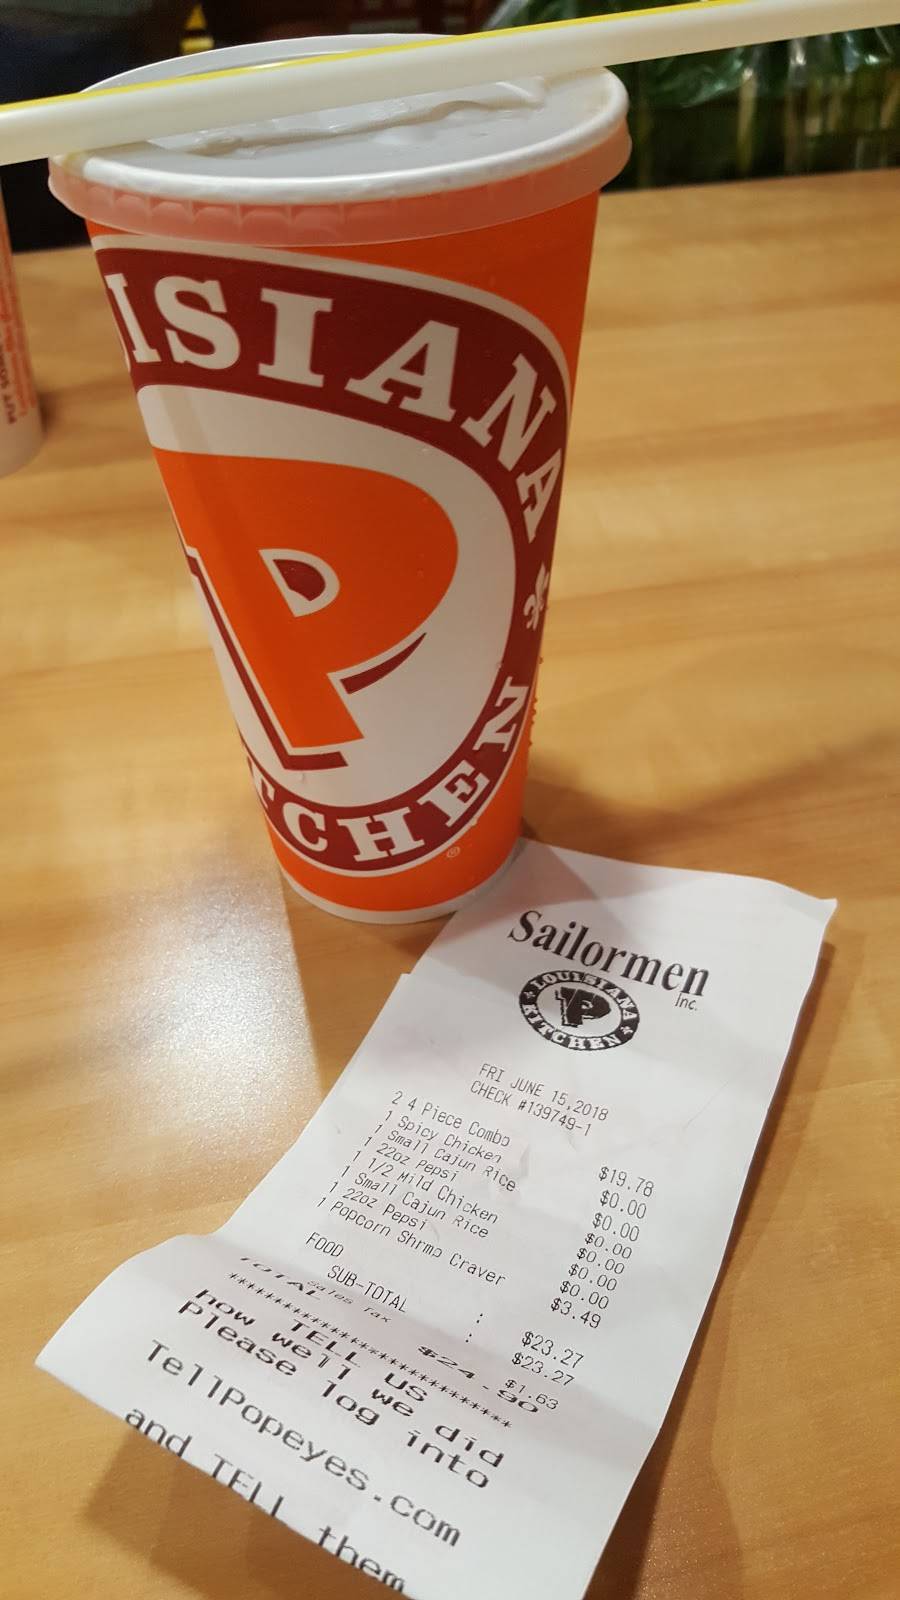 ISIANA
P
TCHEN
®
Sailormen
Inc.
LOUISIANA
P
KITCHEN
FRI JUNE 15,2018
CHECK #139749-1
2 4 Piece Combo $19.78
1 Spicy Chicken $0.00
1 Small Cajun Rice $0.00
1 22oz Pepsi $0.00
1 1/2 Mild Chicken $0.00
1 Small Cajun Rice $0.00
1 22oz Pepsi $0.00
1 Popcorn Shrmp Craver $3.49
FOOD : $23.27
SUB-TOTAL : $23.27
Sales Tax $1.63
TOTAL $24.90
******************************
TELL US
how well we did
Please log into
TellPopeyes.com
and TELL them